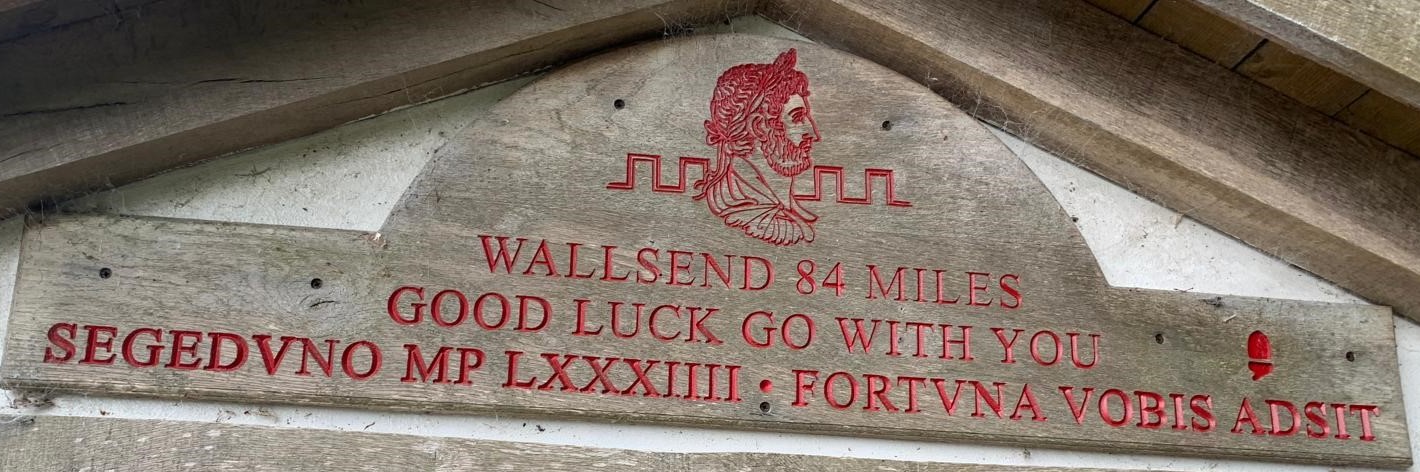 WALLSEND 84 MILES
GOOD LUCK GO WITH YOU
SEGEDVNO MP LXXXIIII • FORTVNA VOBIS ADSIT